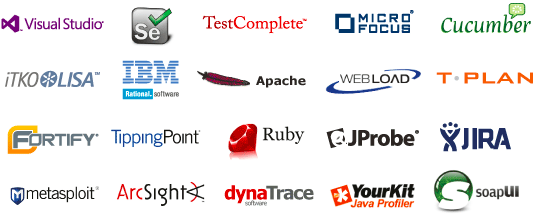 Visual Studio
Se
TestComplete™
MICRO
FOCUS
Cucumber
iTKO LISA™
IBM
Rational. software
Apache
WEBLOAD
T-PLAN
FORTIFY®
TippingPoint
Ruby
JProbe®
JIRA
metasploit®
ArcSight
dynaTrace
software
YourKit
Java Profiler
S
soapUI